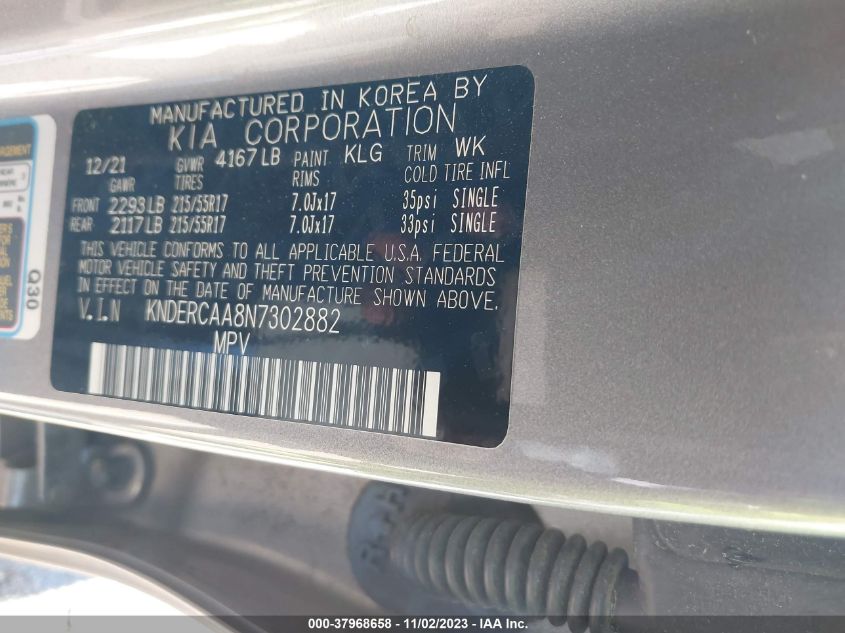 MANUFACTURED IN KOREA BY
KIA CORPORATION
12/21 GVWR 4167 LB PAINT KLG TRIM WK
GAWR TIRES RIMS COLD TIRE INFL
FRONT 2293 LB 215/55R17 7.0Jx17 35psi SINGLE
REAR 2117 LB 215/55R17 7.0Jx17 33psi SINGLE
THIS VEHICLE CONFORMS TO ALL APPLICABLE U.S.A. FEDERAL
MOTOR VEHICLE SAFETY AND THEFT PREVENTION STANDARDS
IN EFFECT ON THE DATE OF MANUFACTURE SHOWN ABOVE.
V.I.N KNDERCAA8N7302882
MPV
Q30
000-37968658 - 11/02/2023 - IAA Inc.